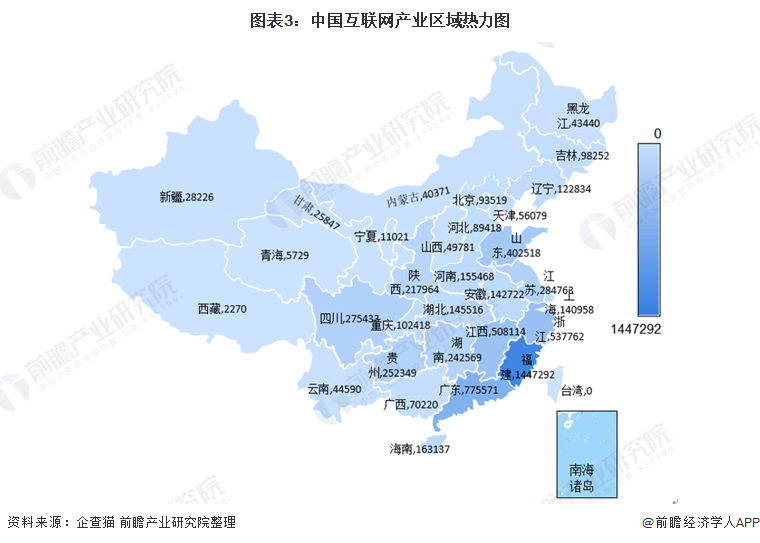 图表3：中国互联网产业区域热力图
黑龙
江,43440
0
吉林,98252
辽宁,122834
内蒙古,40371
新疆,28226
甘肃,25847
北京,93519
天津,56079
河北,89418
宁夏,11021
山西,49781
山
东,402518
青海,5729
陕
西,217964
河南,155468
江
苏,284763
安徽,142722
上
海,140958
西藏,2270
四川,275433
湖北,145516
重庆,102418
浙
江,537762
江西,508114
湖
南,242569
1447292
贵
州,252349
福
建,1447292
云南,44590
广西,70220
广东,775571
台湾,0
海南,163137
南海
诸岛
前瞻产业研究院
资料来源：企查猫 前瞻产业研究院整理
@前瞻经济学人APP